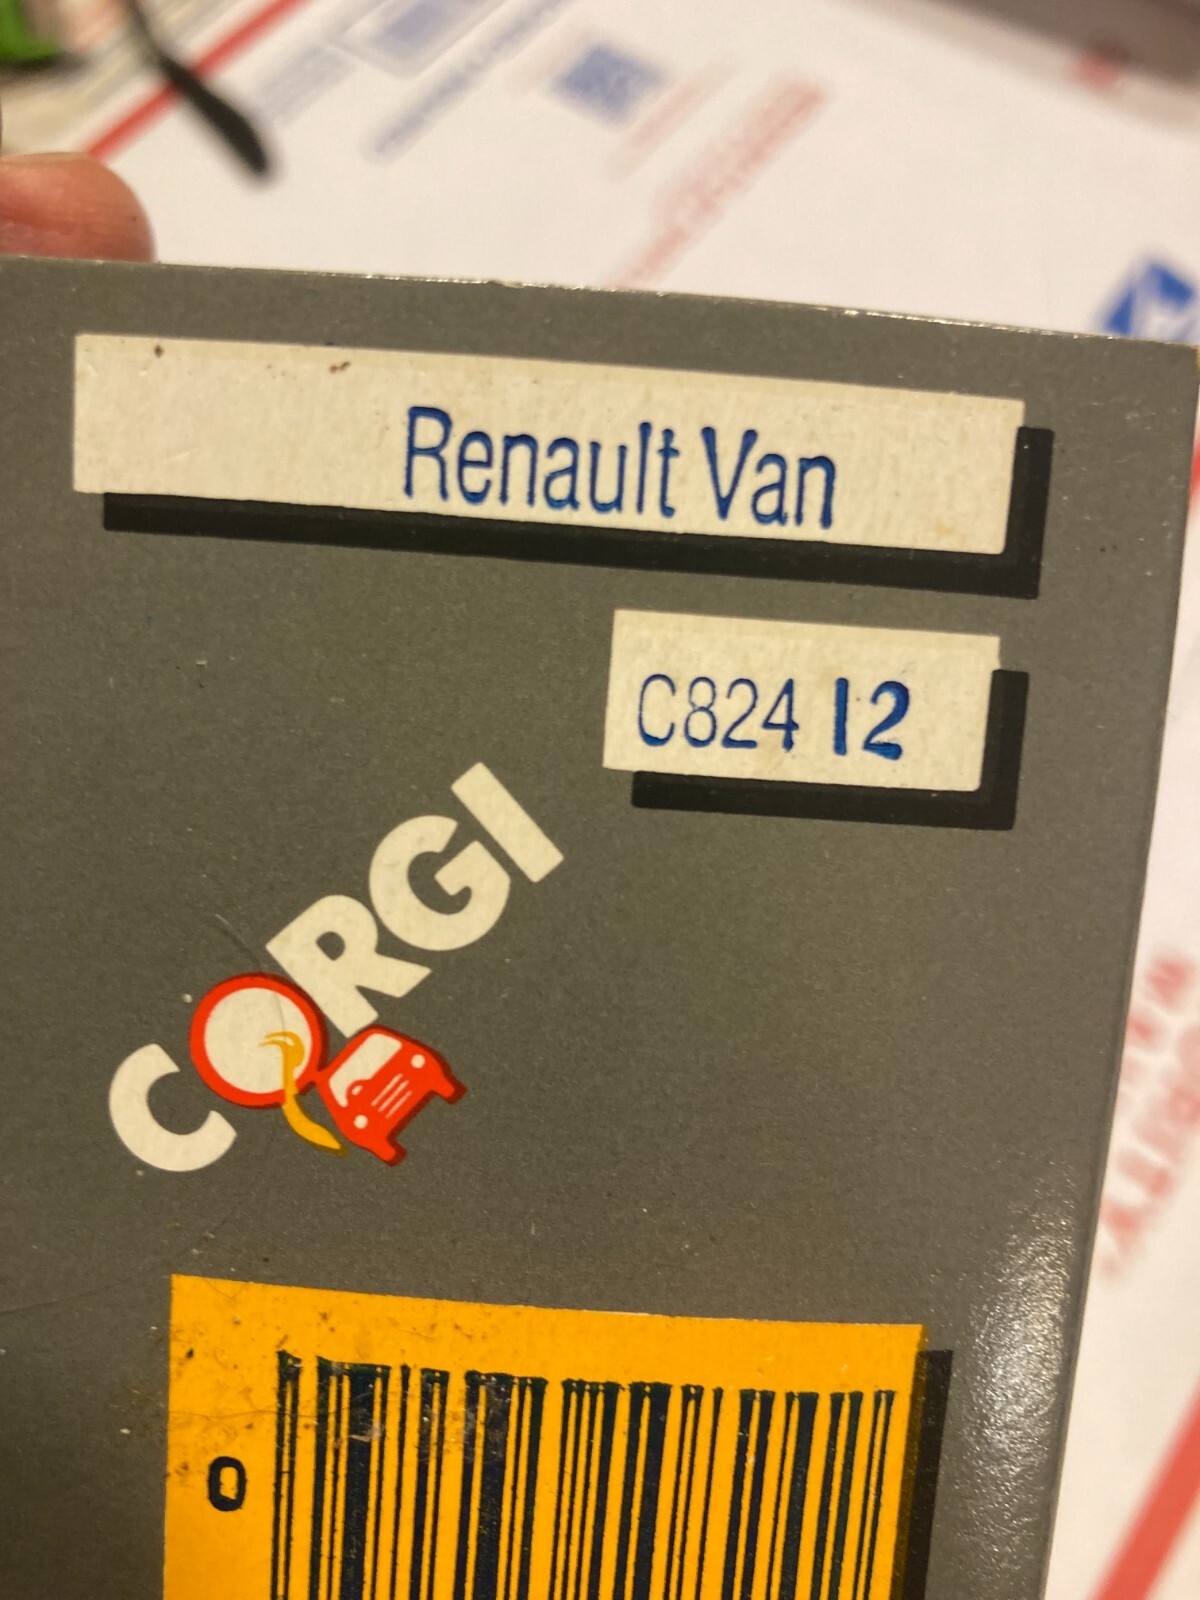 Renault Van
C824 12
CORGI
0